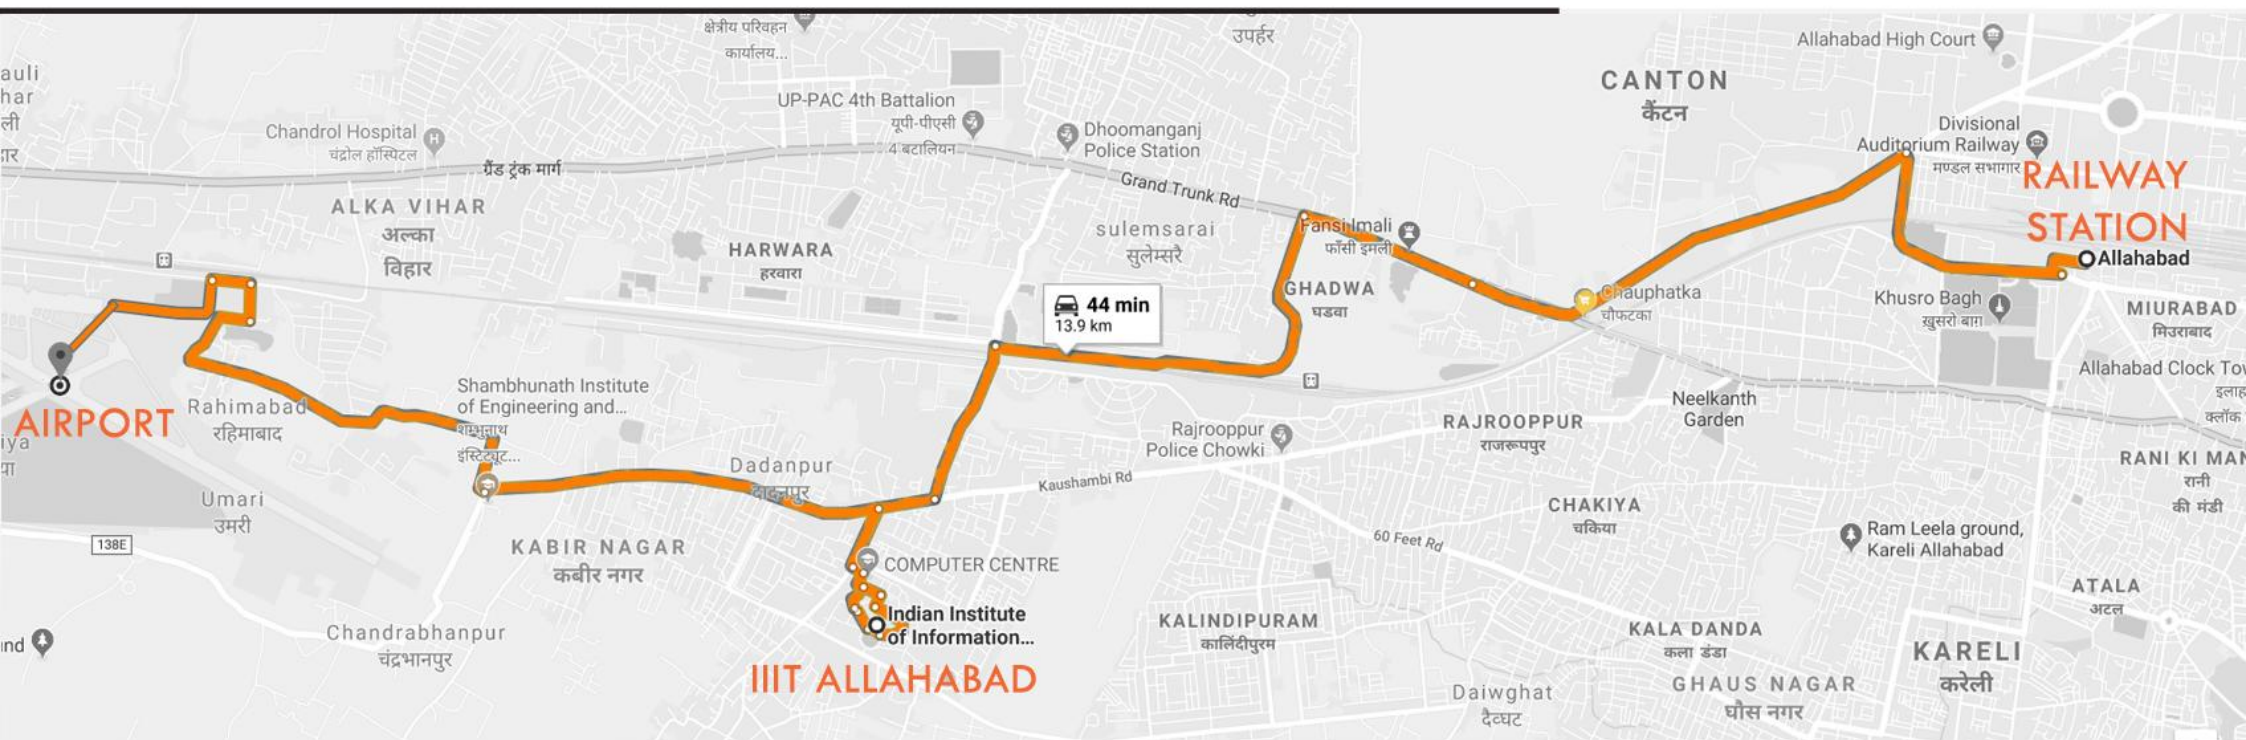 क्षेत्रीय परिवहन
कार्यालय...
उपर्हर
Allahabad High Court
auli
har
ली
CANTON
कैंटन
UP-PAC 4th Battalion
यूपी-पीएसी
4 बटालियन
Chandrol Hospital
चंद्रोल हॉस्पिटल
Dhoomanganj
Police Station
Divisional
Auditorium Railway
मण्डल सभागार
ग्रैंड ट्रंक मार्ग
Grand Trunk Rd
RAILWAY
STATION
Allahabad
ALKA VIHAR
अल्का
विहार
HARWARA
हरवारा
sulemsarai
सुलेम्सरै
Fansi Imali
फाँसी इमली
GHADWA
घडवा
44 min
13.9 km
Chauphatka
चौफटका
Khusro Bagh
ख़ुसरो बाग़
MIURABAD
मिउराबाद
Allahabad Clock Tow
इलाह
क्लॉक
AIRPORT
iya
या
Rahimabad
रहिमाबाद
Shambhunath Institute
of Engineering and...
शम्भुनाथ
इंस्टिट्यूट...
Neelkanth
Garden
Rajrooppur
Police Chowki
RAJROOPPUR
राजरूपपुर
Dadanpur
दादनपुर
Kaushambi Rd
RANI KI MAN
रानी
की मंडी
Umari
उमरी
138E
KABIR NAGAR
कबीर नगर
CHAKIYA
चकिया
60 Feet Rd
Ram Leela ground,
Kareli Allahabad
COMPUTER CENTRE
ATALA
अटल
Indian Institute
of Information...
IIIT ALLAHABAD
Chandrabhanpur
चंद्रभानपुर
KALINDIPURAM
कालिंदीपुरम
KALA DANDA
कला डंडा
KARELI
करेली
GHAUS NAGAR
घौस नगर
Daiwghat
दैव्घट